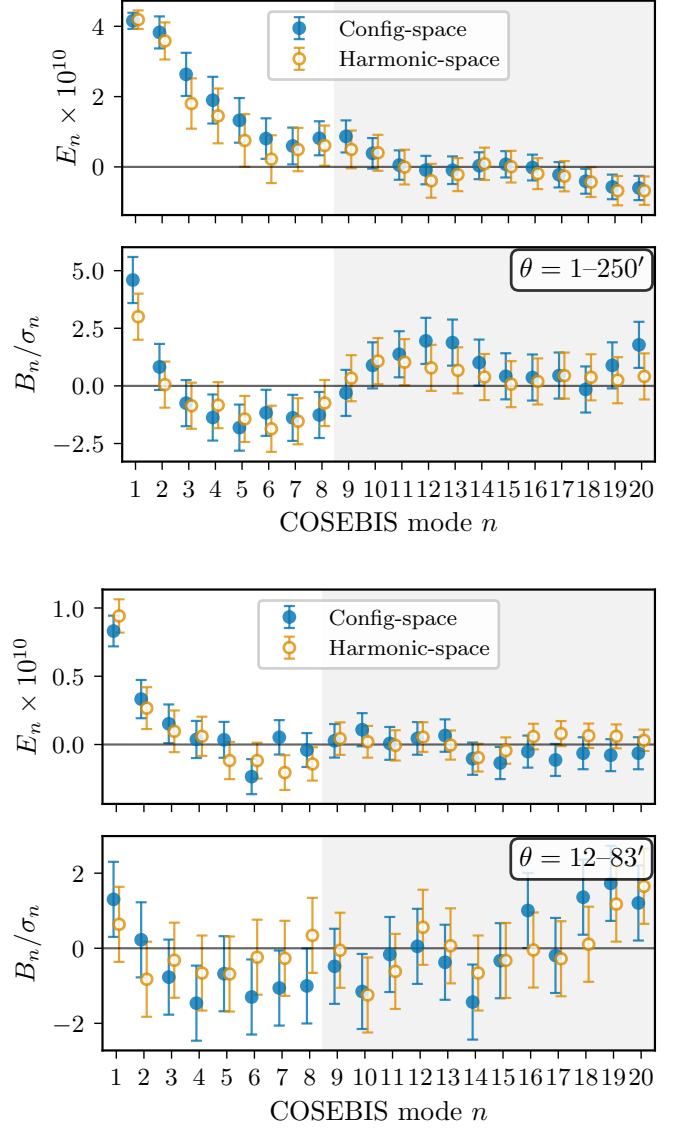 Config-space
Harmonic-space
E_n × 10^10
4
2
0
θ = 1–250′
B_n/σ_n
5.0
2.5
0.0
−2.5
1 2 3 4 5 6 7 8 9 10 11 12 13 14 15 16 17 18 19 20
COSEBIS mode n
Config-space
Harmonic-space
E_n × 10^10
1.0
0.5
0.0
θ = 12–83′
B_n/σ_n
2
0
−2
1 2 3 4 5 6 7 8 9 10 11 12 13 14 15 16 17 18 19 20
COSEBIS mode n